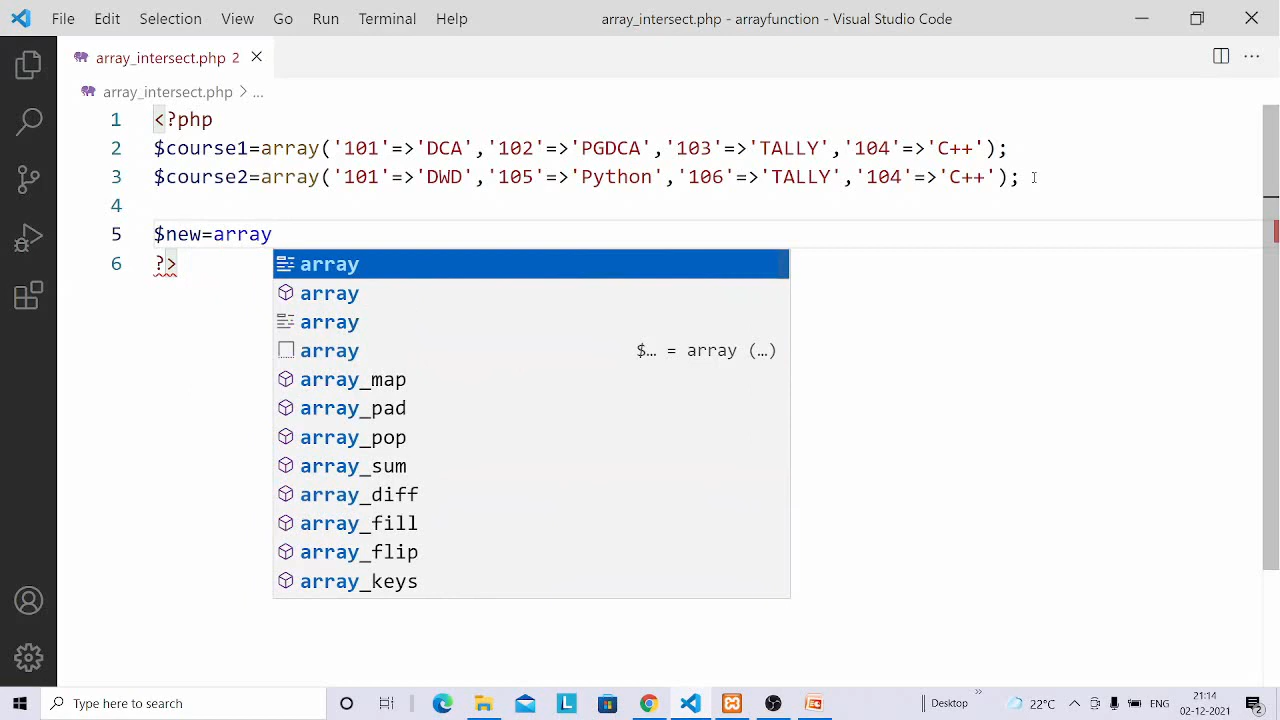 File Edit Selection View Go Run Terminal Help array_intersect.php - arrayfunction - Visual Studio Code
array_intersect.php 2
array_intersect.php > ...
1 <?php
2 $course1=array('101'=>'DCA','102'=>'PGDCA','103'=>'TALLY','104'=>'C++');
3 $course2=array('101'=>'DWD','105'=>'Python','106'=>'TALLY','104'=>'C++');
4
5 $new=array
6 ?>
array
array
array
array $... = array (...)
array_map
array_pad
array_pop
array_sum
array_diff
array_fill
array_flip
array_keys
Type here to search
L
Desktop
»
22°C
ENG
21:14
02-12-2021
2